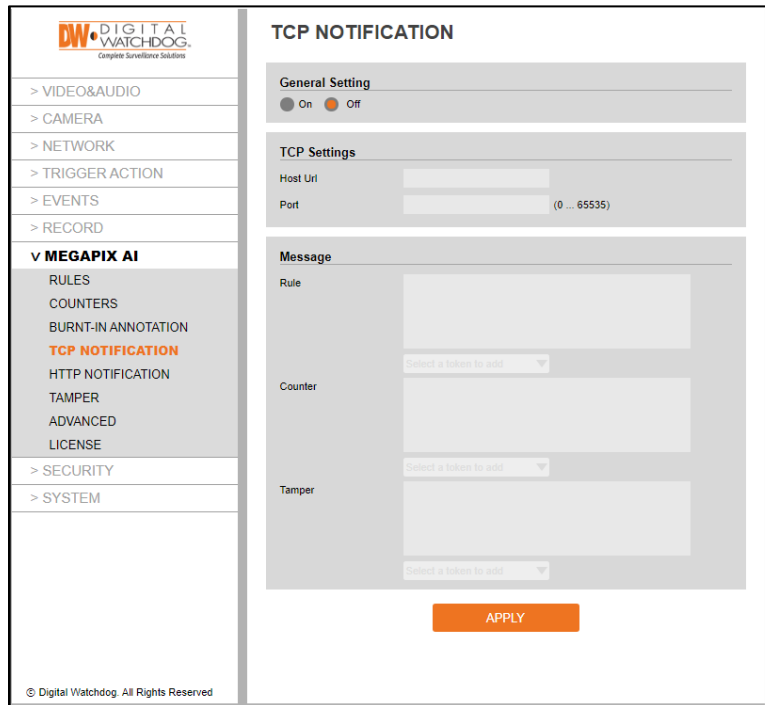 DW DIGITAL
WATCHDOG®
Complete Surveillance Solutions
> VIDEO&AUDIO
> CAMERA
> NETWORK
> TRIGGER ACTION
> EVENTS
> RECORD
v MEGAPIX AI
RULES
COUNTERS
BURNT-IN ANNOTATION
TCP NOTIFICATION
HTTP NOTIFICATION
TAMPER
ADVANCED
LICENSE
> SECURITY
> SYSTEM
© Digital Watchdog. All Rights Reserved
TCP NOTIFICATION
General Setting
On Off
TCP Settings
Host Url
Port (0 ... 65535)
Message
Rule
Select a token to add
Counter
Select a token to add
Tamper
Select a token to add
APPLY